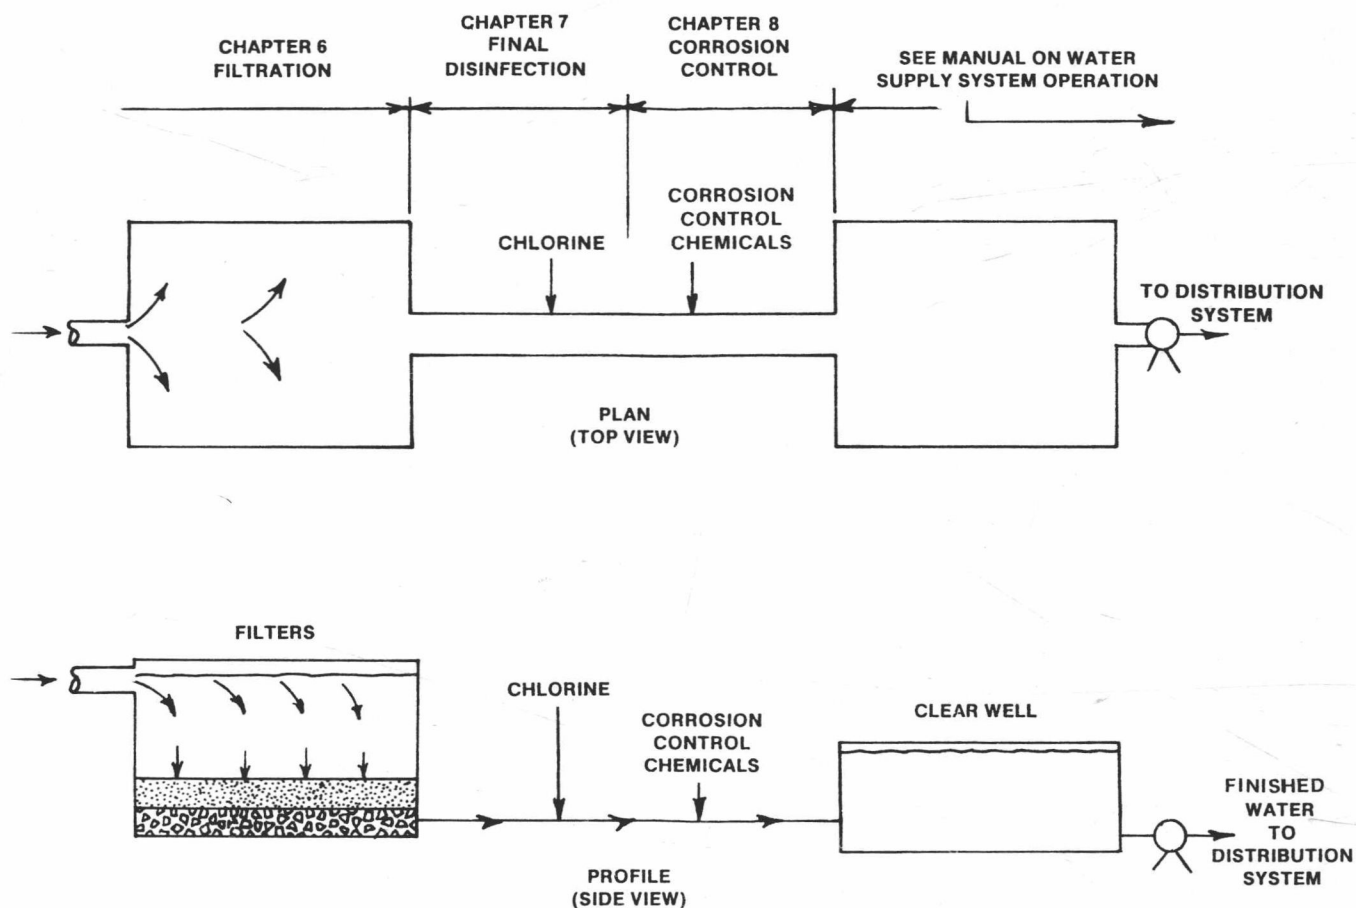 CHAPTER 6
FILTRATION
CHAPTER 7
FINAL
DISINFECTION
CHAPTER 8
CORROSION
CONTROL
SEE MANUAL ON WATER
SUPPLY SYSTEM OPERATION
CHLORINE
CORROSION
CONTROL
CHEMICALS
TO DISTRIBUTION
SYSTEM
PLAN
(TOP VIEW)
FILTERS
CHLORINE
CORROSION
CONTROL
CHEMICALS
CLEAR WELL
FINISHED
WATER
TO
DISTRIBUTION
SYSTEM
PROFILE
(SIDE VIEW)